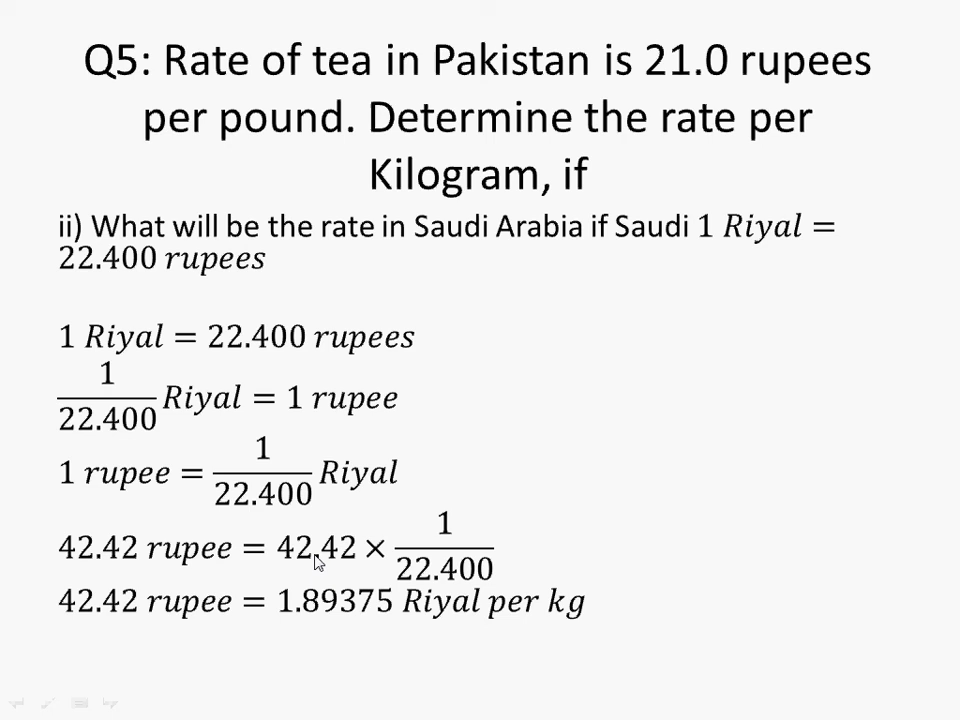 Q5: Rate of tea in Pakistan is 21.0 rupees
per pound. Determine the rate per
Kilogram, if
ii) What will be the rate in Saudi Arabia if Saudi 1 Riyal =
22.400 rupees
1 Riyal = 22.400 rupees
1/22.400 Riyal = 1 rupee
1 rupee = 1/22.400 Riyal
42.42 rupee = 42.42 × 1/22.400
42.42 rupee = 1.89375 Riyal per kg